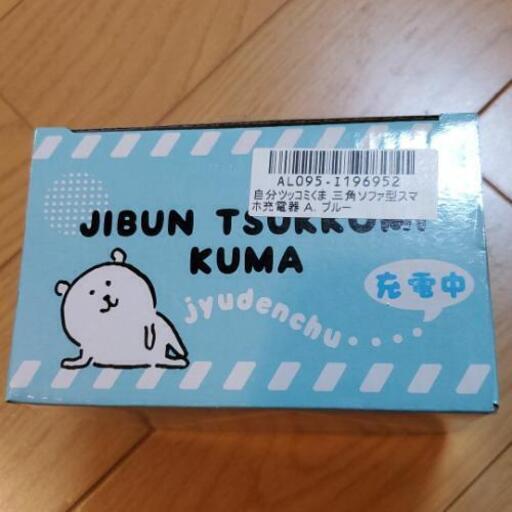 AL095-I196952
自分ツッコミくま 三角ソファ型スマ
ホ充電器 A. ブルー
JIBUN TSUKKOMI
KUMA
jyudenchu・・・・・
充電中